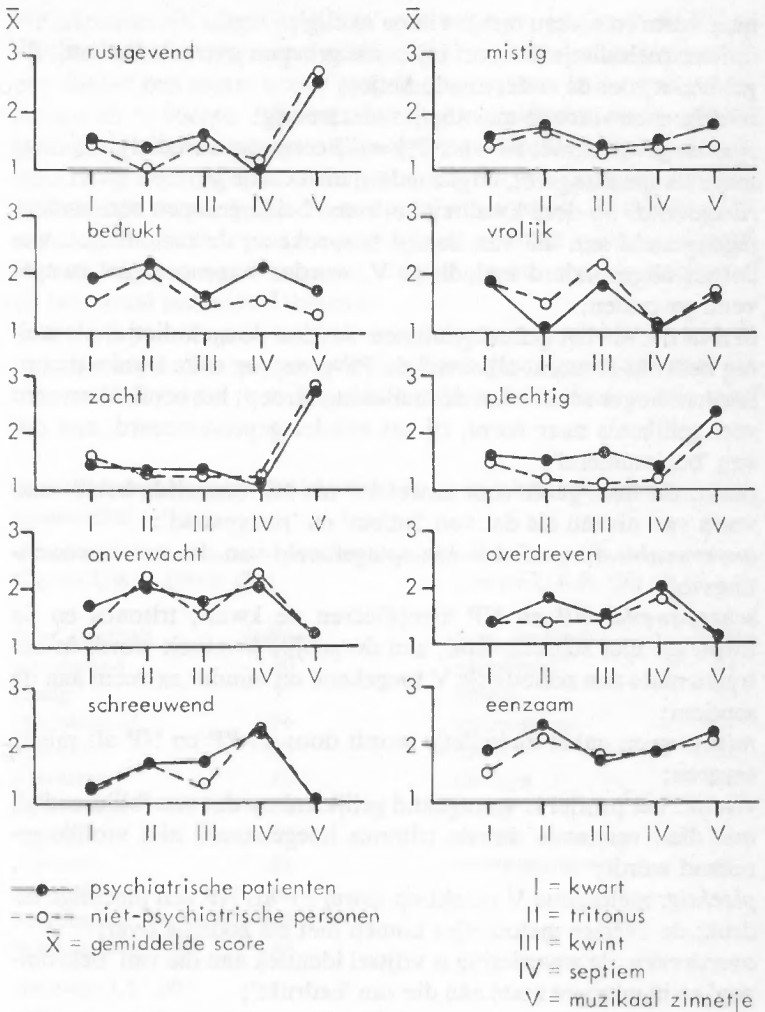 X̄ X̄
3 rustgevend 3 mistig
2 2
1 1
I II III IV V I II III IV V
3 bedrukt 3 vrolijk
2 2
1 1
I II III IV V I II III IV V
3 zacht 3 plechtig
2 2
1 1
I II III IV V I II III IV V
3 onverwacht 3 overdreven
2 2
1 1
I II III IV V I II III IV V
3 schreeuwend 3 eenzaam
2 2
1 1
I II III IV V I II III IV V
psychiatrische patienten
niet-psychiatrische personen
X̄ = gemiddelde score
I = kwart
II = tritonus
III = kwint
IV = septiem
V = muzikaal zinnetje